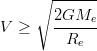 V ≥ √(2GMₑ / Rₑ)